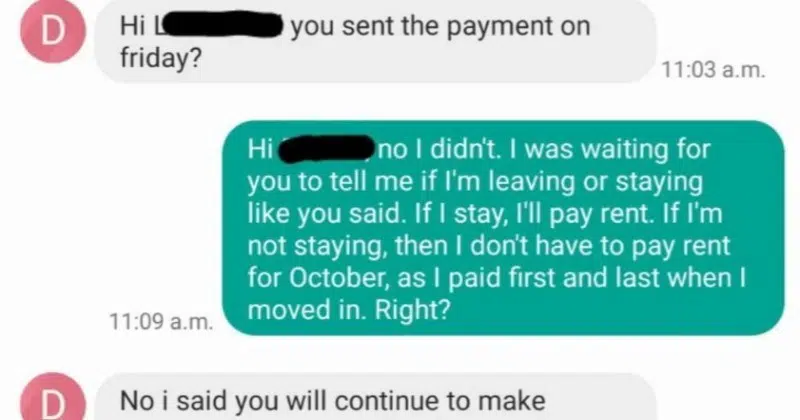 D
Hi L you sent the payment on
friday?
11:03 a.m.
Hi no I didn't. I was waiting for
you to tell me if I'm leaving or staying
like you said. If I stay, I'll pay rent. If I'm
not staying, then I don't have to pay rent
for October, as I paid first and last when I
moved in. Right?
11:09 a.m.
D
No i said you will continue to make